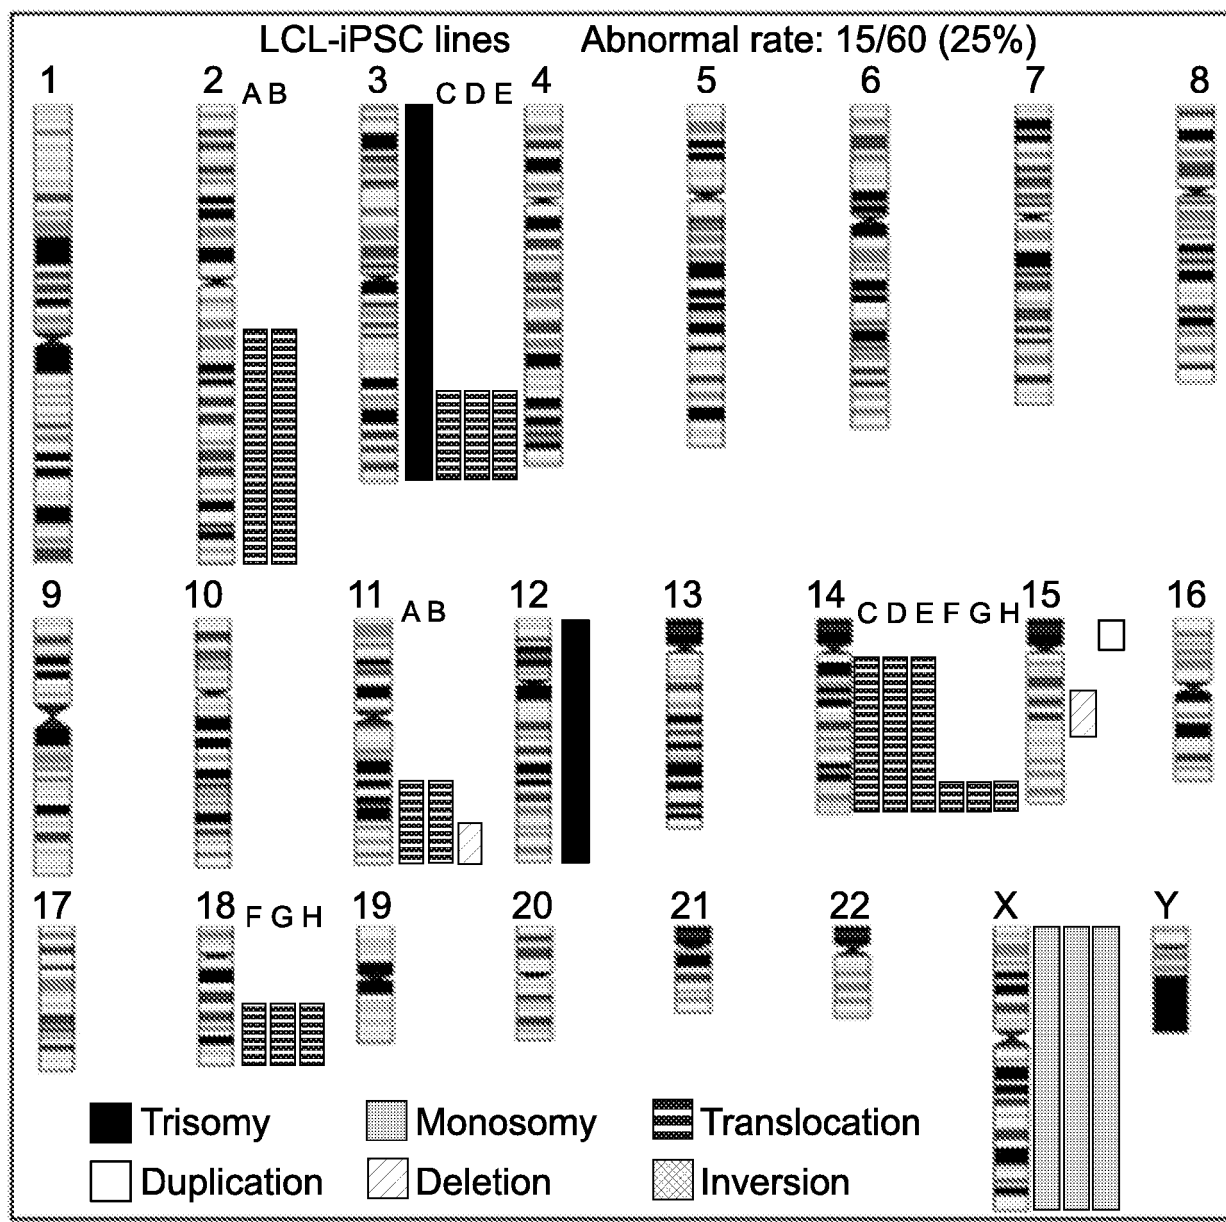 LCL-iPSC lines Abnormal rate: 15/60 (25%)
1 2 A B 3 C D E 4 5 6 7 8
9 10 11 A B 12 13 14 C D E F G H 15 16
17 18 F G H 19 20 21 22 X Y
Trisomy Monosomy Translocation
Duplication Deletion Inversion